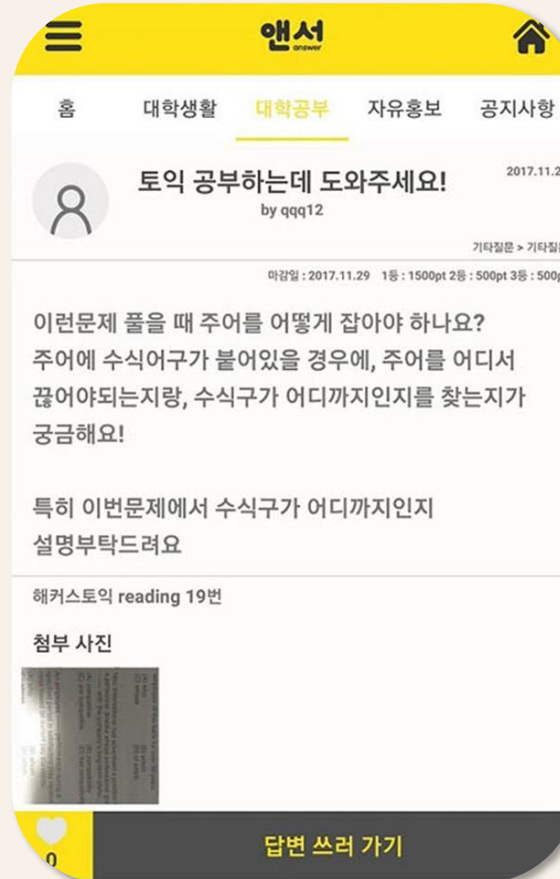 앤서
answer
홈 대학생활 대학공부 자유홍보 공지사항
토익 공부하는데 도와주세요!
2017.11.2
by qqq12
기타질문 > 기타질문
마감일 : 2017.11.29 1등 : 1500pt 2등 : 500pt 3등 : 500p
이런문제 풀을 때 주어를 어떻게 잡아야 하나요?
주어에 수식어구가 붙어있을 경우에, 주어를 어디서
끊어야되는지랑, 수식구가 어디까지인지를 찾는지가
궁금해요!
특히 이번문제에서 수식구가 어디까지인지
설명부탁드려요
해커스토익 reading 19번
첨부 사진
0
답변 쓰러 가기